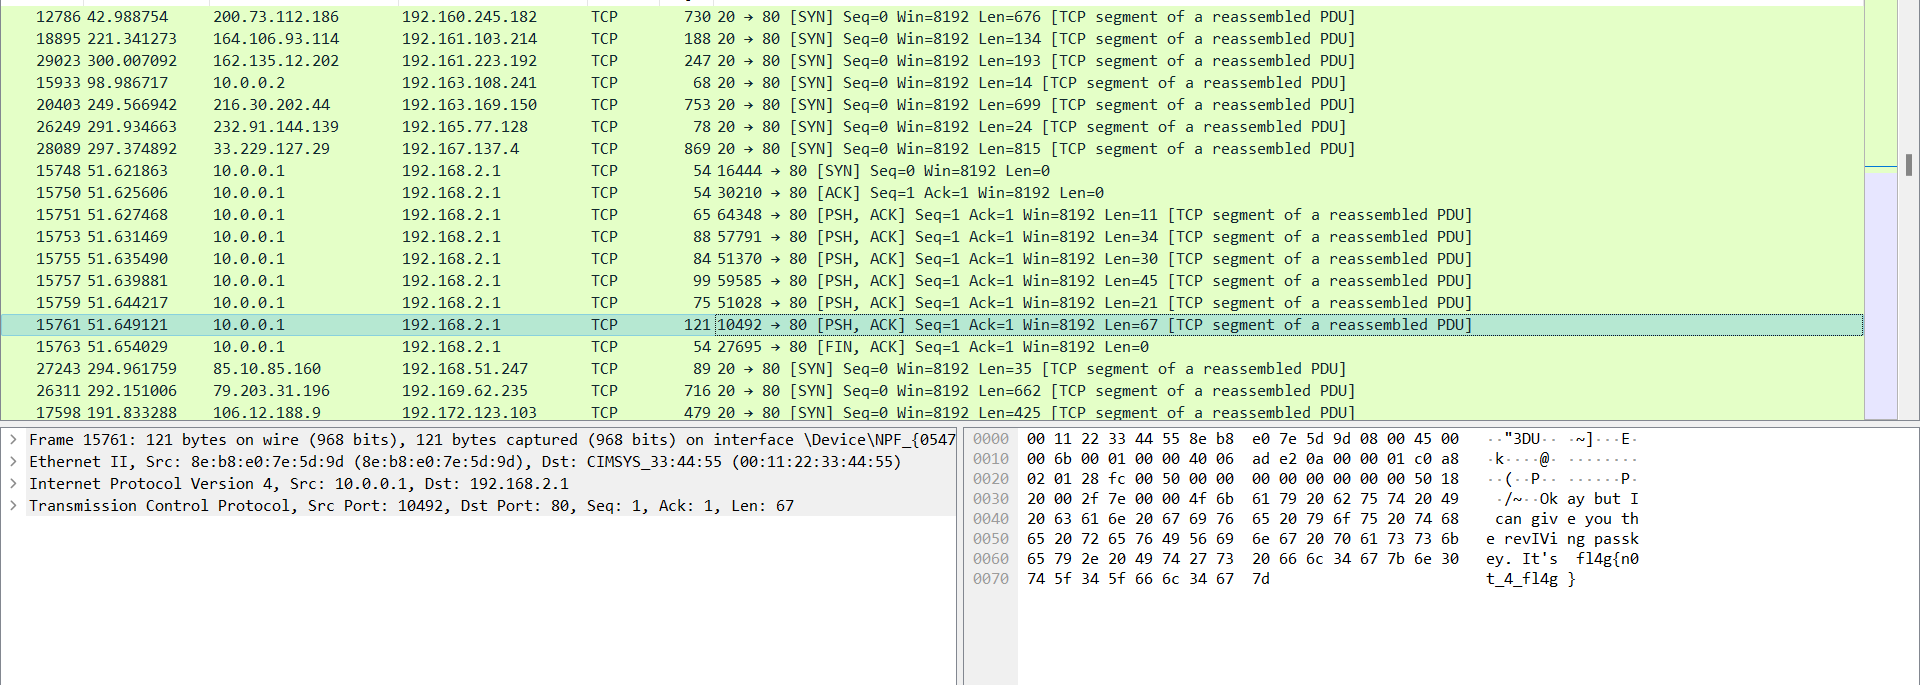 12786 42.988754 200.73.112.186 192.160.245.182 TCP 730 20 → 80 [SYN] Seq=0 Win=8192 Len=676 [TCP segment of a reassembled PDU]
18895 221.341273 164.106.93.114 192.161.103.214 TCP 188 20 → 80 [SYN] Seq=0 Win=8192 Len=134 [TCP segment of a reassembled PDU]
29023 300.007092 162.135.12.202 192.161.223.192 TCP 247 20 → 80 [SYN] Seq=0 Win=8192 Len=193 [TCP segment of a reassembled PDU]
15933 98.986717 10.0.0.2 192.163.108.241 TCP 68 20 → 80 [SYN] Seq=0 Win=8192 Len=14 [TCP segment of a reassembled PDU]
20403 249.566942 216.30.202.44 192.163.169.150 TCP 753 20 → 80 [SYN] Seq=0 Win=8192 Len=699 [TCP segment of a reassembled PDU]
26249 291.934663 232.91.144.139 192.165.77.128 TCP 78 20 → 80 [SYN] Seq=0 Win=8192 Len=24 [TCP segment of a reassembled PDU]
28089 297.374892 33.229.127.29 192.167.137.4 TCP 869 20 → 80 [SYN] Seq=0 Win=8192 Len=815 [TCP segment of a reassembled PDU]
15748 51.621863 10.0.0.1 192.168.2.1 TCP 54 16444 → 80 [SYN] Seq=0 Win=8192 Len=0
15750 51.625606 10.0.0.1 192.168.2.1 TCP 54 30210 → 80 [ACK] Seq=1 Ack=1 Win=8192 Len=0
15751 51.627468 10.0.0.1 192.168.2.1 TCP 65 64348 → 80 [PSH, ACK] Seq=1 Ack=1 Win=8192 Len=11 [TCP segment of a reassembled PDU]
15753 51.631469 10.0.0.1 192.168.2.1 TCP 88 57791 → 80 [PSH, ACK] Seq=1 Ack=1 Win=8192 Len=34 [TCP segment of a reassembled PDU]
15755 51.635490 10.0.0.1 192.168.2.1 TCP 84 51370 → 80 [PSH, ACK] Seq=1 Ack=1 Win=8192 Len=30 [TCP segment of a reassembled PDU]
15757 51.639881 10.0.0.1 192.168.2.1 TCP 99 59585 → 80 [PSH, ACK] Seq=1 Ack=1 Win=8192 Len=45 [TCP segment of a reassembled PDU]
15759 51.644217 10.0.0.1 192.168.2.1 TCP 75 51028 → 80 [PSH, ACK] Seq=1 Ack=1 Win=8192 Len=21 [TCP segment of a reassembled PDU]
15761 51.649121 10.0.0.1 192.168.2.1 TCP 121 10492 → 80 [PSH, ACK] Seq=1 Ack=1 Win=8192 Len=67 [TCP segment of a reassembled PDU]
15763 51.654029 10.0.0.1 192.168.2.1 TCP 54 27695 → 80 [FIN, ACK] Seq=1 Ack=1 Win=8192 Len=0
27243 294.961759 85.10.85.160 192.168.51.247 TCP 89 20 → 80 [SYN] Seq=0 Win=8192 Len=35 [TCP segment of a reassembled PDU]
26311 292.151006 79.203.31.196 192.169.62.235 TCP 716 20 → 80 [SYN] Seq=0 Win=8192 Len=662 [TCP segment of a reassembled PDU]
17598 191.833288 106.12.188.9 192.172.123.103 TCP 479 20 → 80 [SYN] Seq=0 Win=8192 Len=425 [TCP segment of a reassembled PDU]
Frame 15761: 121 bytes on wire (968 bits), 121 bytes captured (968 bits) on interface \Device\NPF_{0547
Ethernet II, Src: 8e:b8:e0:7e:5d:9d (8e:b8:e0:7e:5d:9d), Dst: CIMSYS_33:44:55 (00:11:22:33:44:55)
Internet Protocol Version 4, Src: 10.0.0.1, Dst: 192.168.2.1
Transmission Control Protocol, Src Port: 10492, Dst Port: 80, Seq: 1, Ack: 1, Len: 67
0000 00 11 22 33 44 55 8e b8 e0 7e 5d 9d 08 00 45 00 ··"3DU·· ·~]···E·
0010 00 6b 00 01 00 00 40 06 ad e2 0a 00 00 01 c0 a8 ·k····@· ········
0020 02 01 28 fc 00 50 00 00 00 00 00 00 00 00 50 18 ··(··P·· ······P·
0030 20 00 2f 7e 00 00 4f 6b 61 79 20 62 75 74 20 49 ·/~··Ok ay but I
0040 20 63 61 6e 20 67 69 76 65 20 79 6f 75 20 74 68 can giv e you th
0050 65 20 72 65 76 49 56 69 6e 67 20 70 61 73 73 6b e revIVi ng passk
0060 65 79 2e 20 49 74 27 73 20 66 6c 34 67 7b 6e 30 ey. It's fl4g{n0
0070 74 5f 34 5f 66 6c 34 67 7d t_4_fl4g }